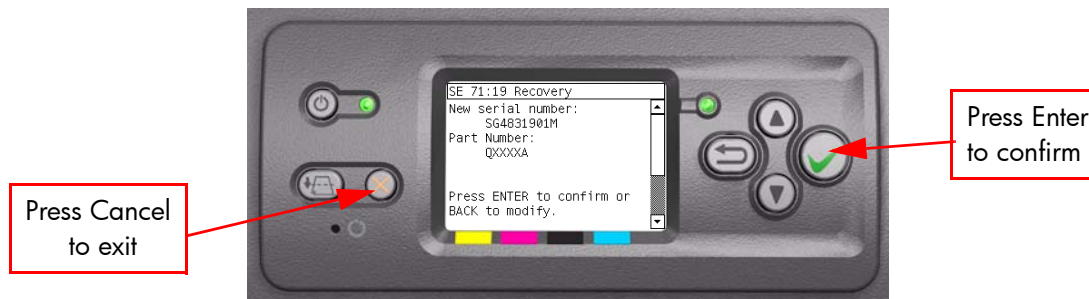 SE 71:19 Recovery
New serial number:
SG4831901M
Part Number:
QXXXXA
Press ENTER to confirm or
BACK to modify.
Press Enter
to confirm
Press Cancel
to exit